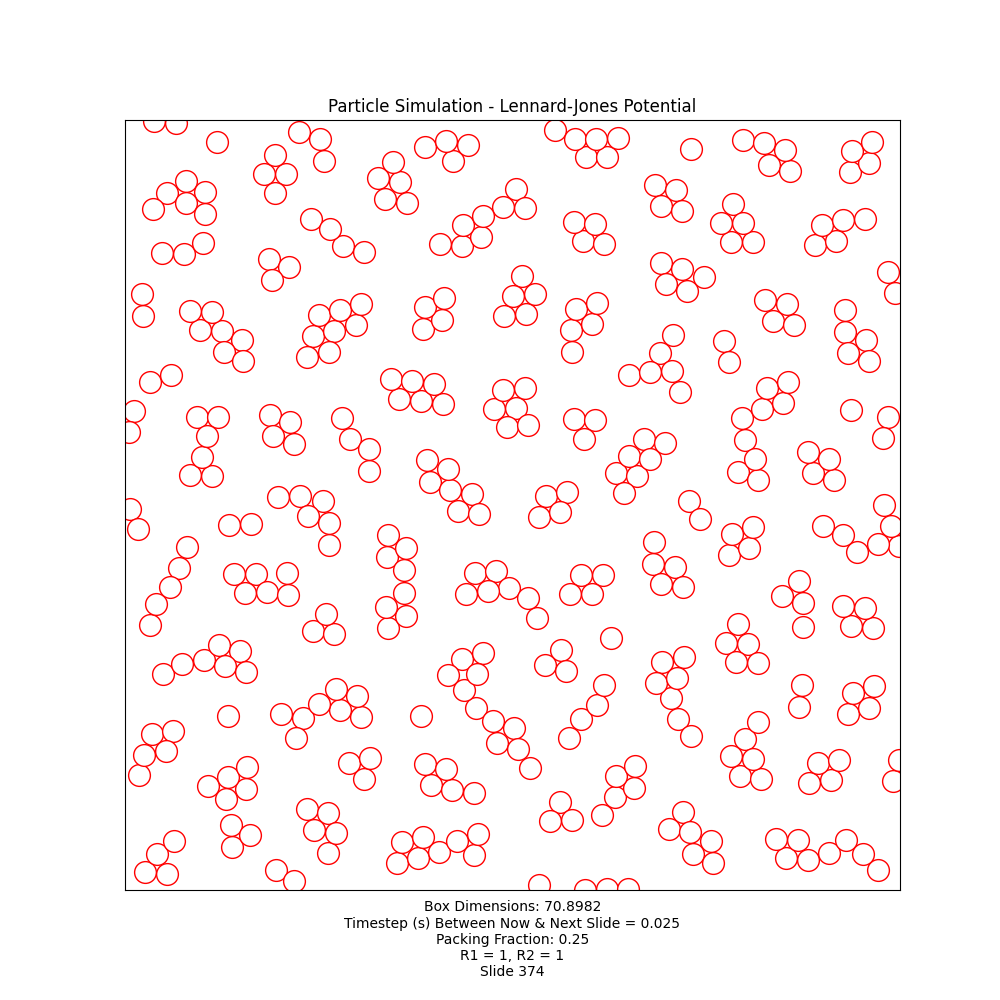 Particle Simulation - Lennard-Jones Potential
Box Dimensions: 70.8982
Timestep (s) Between Now & Next Slide = 0.025
Packing Fraction: 0.25
R1 = 1, R2 = 1
Slide 374